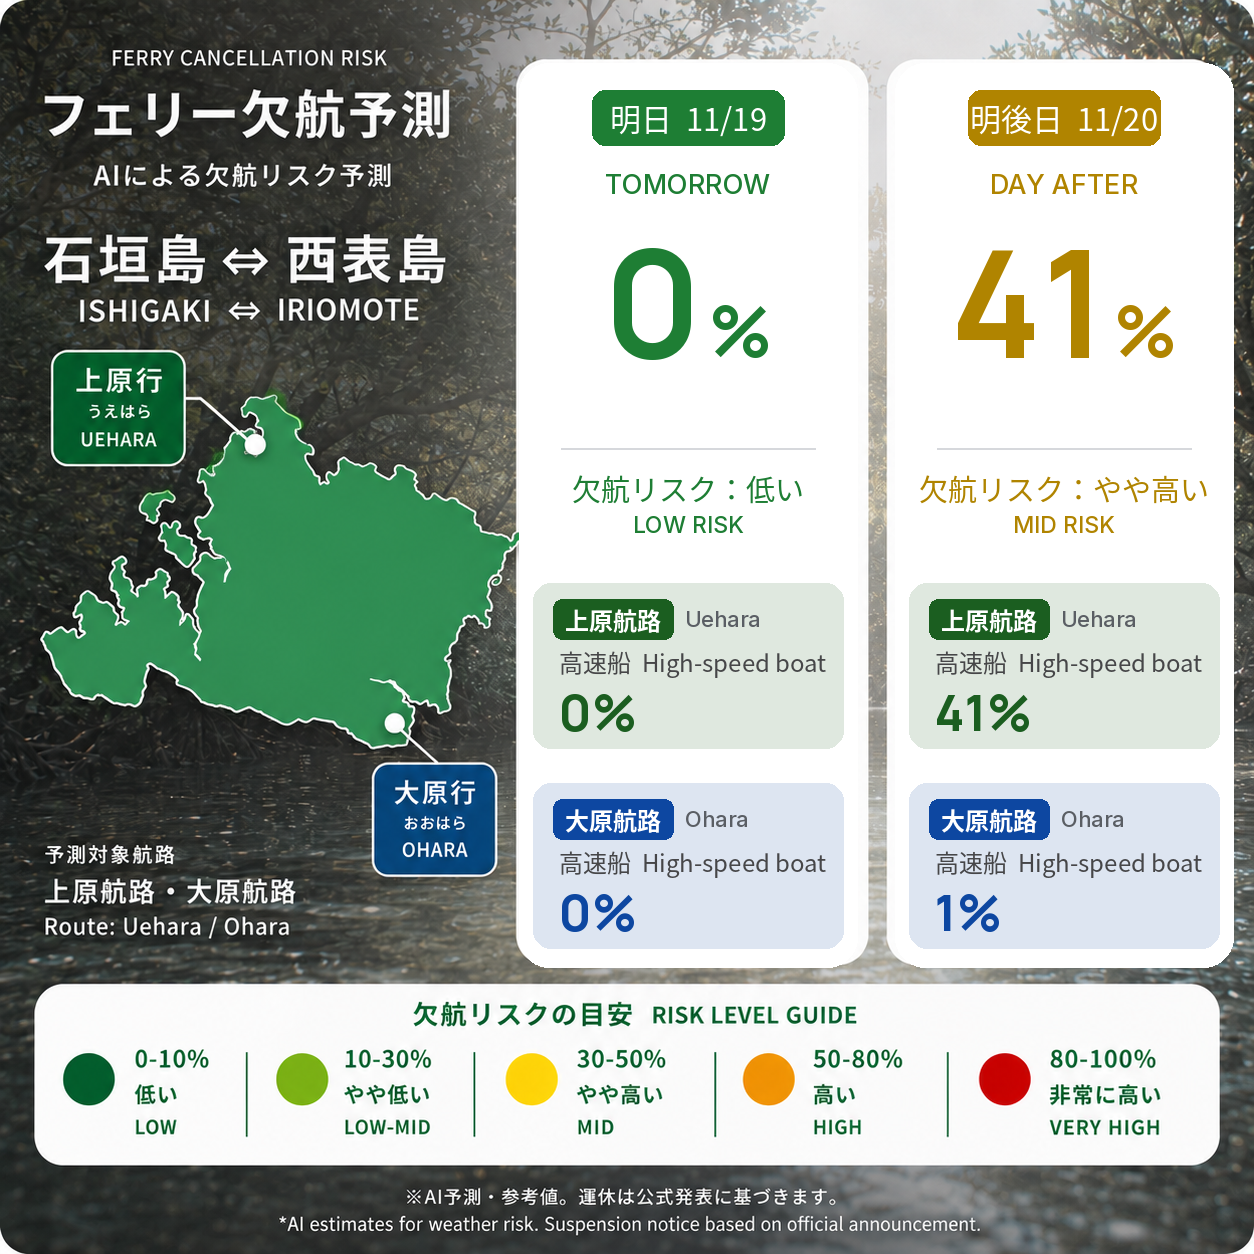 FERRY CANCELLATION RISK
フェリー欠航予測
AIによる欠航リスク予測
石垣島 ⇔ 西表島
ISHIGAKI ⇔ IRIOMOTE
上原行
うえはら
UEHARA
大原行
おおはら
OHARA
予測対象航路
上原航路・大原航路
Route: Uehara / Ohara
明日 11/19
TOMORROW
0%
欠航リスク：低い
LOW RISK
上原航路 Uehara
高速船 High-speed boat
0%
大原航路 Ohara
高速船 High-speed boat
0%
明後日 11/20
DAY AFTER
41%
欠航リスク：やや高い
MID RISK
上原航路 Uehara
高速船 High-speed boat
41%
大原航路 Ohara
高速船 High-speed boat
1%
欠航リスクの目安 RISK LEVEL GUIDE
0-10%
低い
LOW
10-30%
やや低い
LOW-MID
30-50%
やや高い
MID
50-80%
高い
HIGH
80-100%
非常に高い
VERY HIGH
※AI予測・参考値。運休は公式発表に基づきます。
*AI estimates for weather risk. Suspension notice based on official announcement.